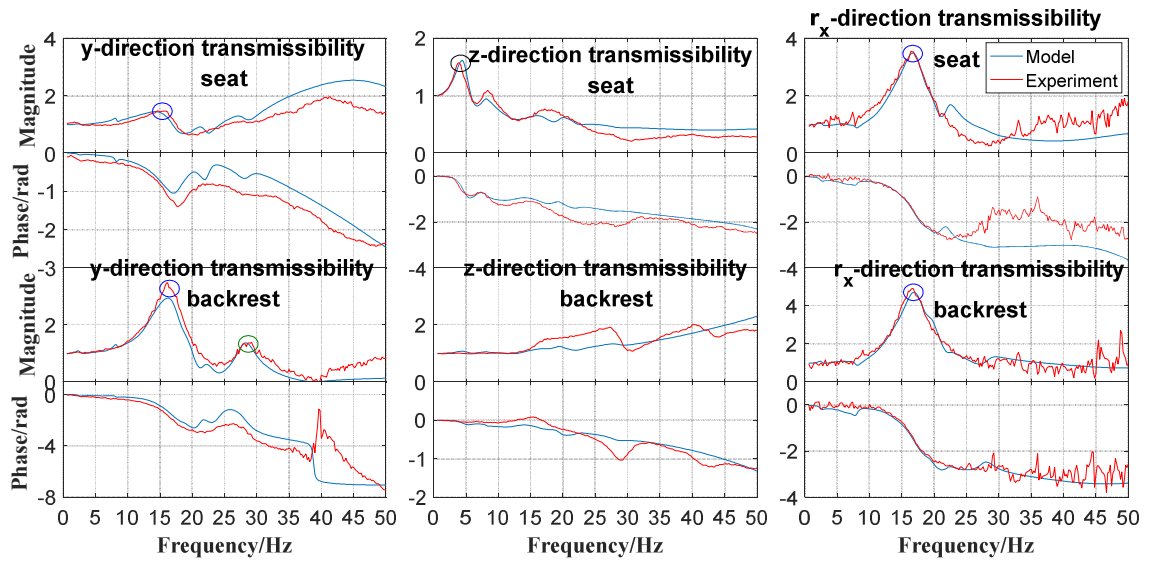 y-direction transmissibility
seat
z-direction transmissibility
seat
r_x-direction transmissibility
seat
Model
Experiment
Magnitude
4
2
0
2
1
0
4
2
0
Phase/rad
0
-1
-2
-3
0
-2
-4
0
-2
-4
y-direction transmissibility
backrest
z-direction transmissibility
backrest
r_x-direction transmissibility
backrest
Magnitude
2
0
2
0
4
2
0
Phase/rad
0
-4
-8
0
-1
-2
0
-2
-4
0 5 10 15 20 25 30 35 40 45 50
0 5 10 15 20 25 30 35 40 45 50
0 5 10 15 20 25 30 35 40 45 50
Frequency/Hz
Frequency/Hz
Frequency/Hz